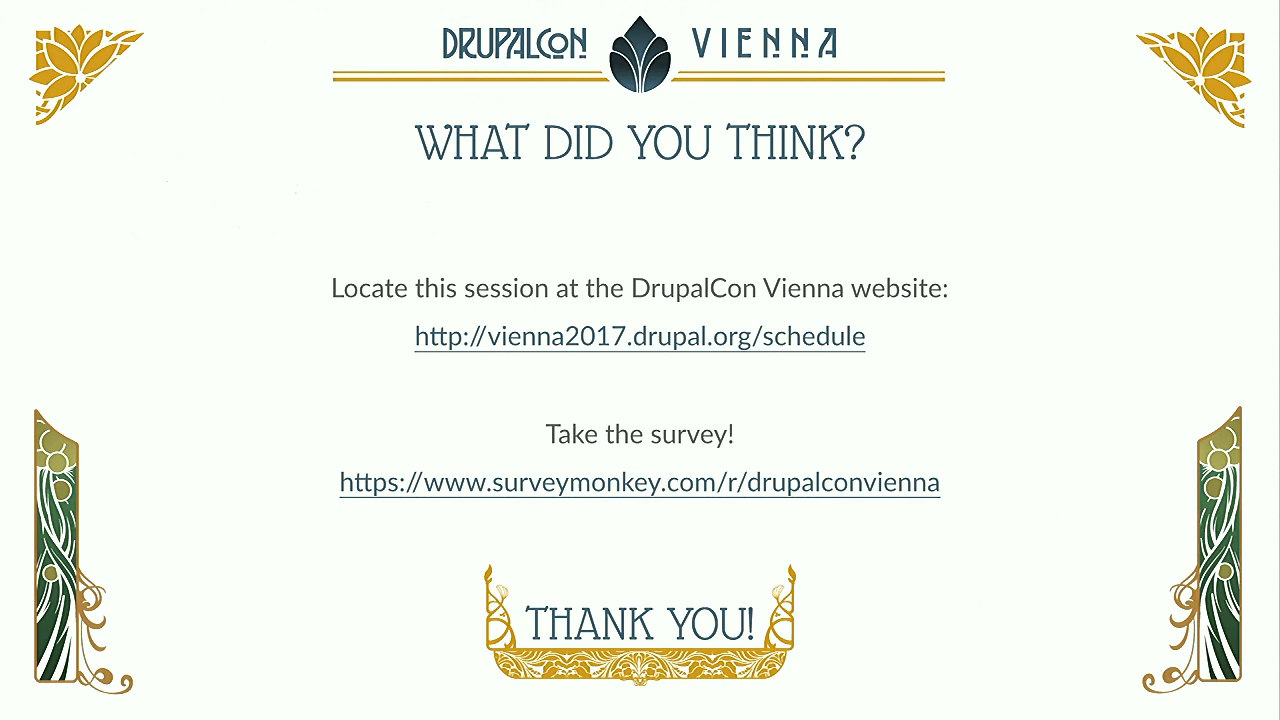 DRUPALCON VIENNA
WHAT DID YOU THINK?
Locate this session at the DrupalCon Vienna website:
http://vienna2017.drupal.org/schedule
Take the survey!
https://www.surveymonkey.com/r/drupalconvienna
THANK YOU!